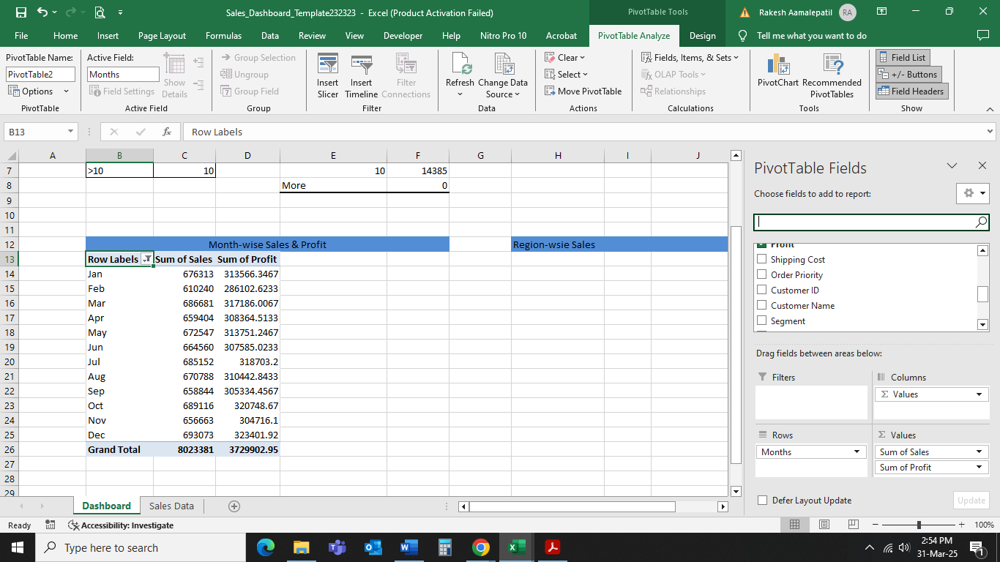 Sales_Dashboard_Template232323 - Excel (Product Activation Failed)
PivotTable Tools
Rakesh Aamalepatil
RA
File Home Insert Page Layout Formulas Data Review View Developer Help Nitro Pro 10 Acrobat PivotTable Analyze Design Tell me what you want to do
PivotTable Name:
PivotTable2
Options
PivotTable
Active Field:
Months
Field Settings
Show Details
Active Field
Group Selection
Ungroup
Group Field
Group
Insert Slicer
Insert Timeline
Filter Connections
Filter
Refresh
Change Data Source
Data
Clear
Select
Move PivotTable
Actions
Fields, Items, & Sets
OLAP Tools
Relationships
Calculations
PivotChart
Recommended PivotTables
Tools
Field List
+/- Buttons
Field Headers
Show
B13
fx
Row Labels
A B C D E F G H I J
7 >10 10 10 14385
8 More 0
9
10
11
12 Month-wise Sales & Profit Region-wsie Sales
13 Row Labels Sum of Sales Sum of Profit
14 Jan 676313 313566.3467
15 Feb 610240 286102.6233
16 Mar 686681 317186.0067
17 Apr 659404 308364.5133
18 May 672547 313751.2467
19 Jun 664560 307585.0233
20 Jul 685152 318703.2
21 Aug 670788 310442.8433
22 Sep 658844 305334.4567
23 Oct 689116 320748.67
24 Nov 656663 304716.1
25 Dec 693073 323401.92
26 Grand Total 8023381 3729902.95
27
28
29
PivotTable Fields
Choose fields to add to report:
Profit
Shipping Cost
Order Priority
Customer ID
Customer Name
Segment
Drag fields between areas below:
Filters
Columns
Σ Values
Rows
Months
Σ Values
Sum of Sales
Sum of Profit
Defer Layout Update
Update
Dashboard Sales Data
Ready
Accessibility: Investigate
100%
Type here to search
2:54 PM
31-Mar-25
1